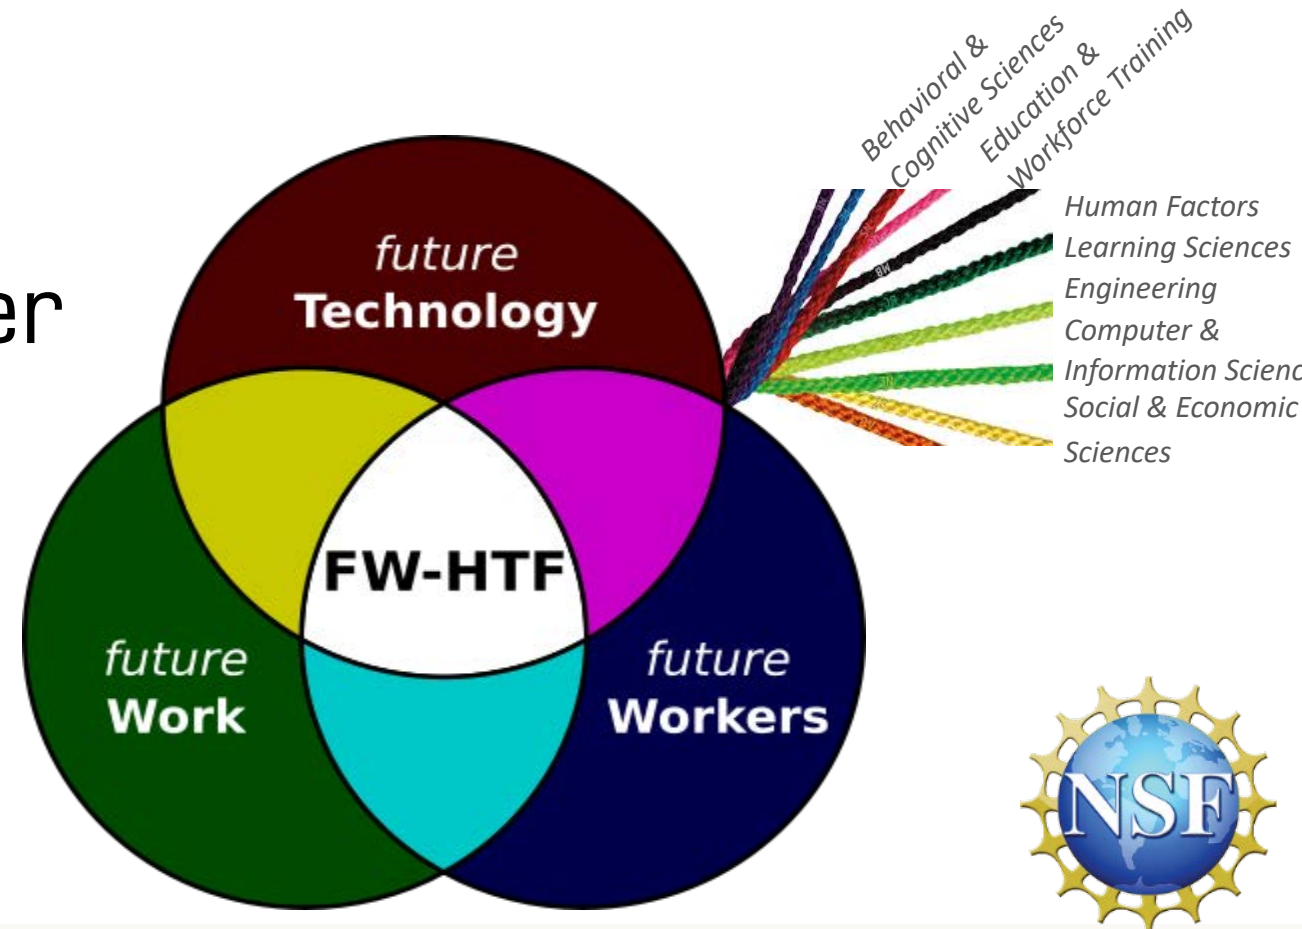 er
Behavioral &
Cognitive Sciences
Education &
Workforce Training
Human Factors
Learning Sciences
Engineering
Computer &
Information Scienc
Social & Economic
Sciences
future
Technology
FW-HTF
future
Work
future
Workers
NSF